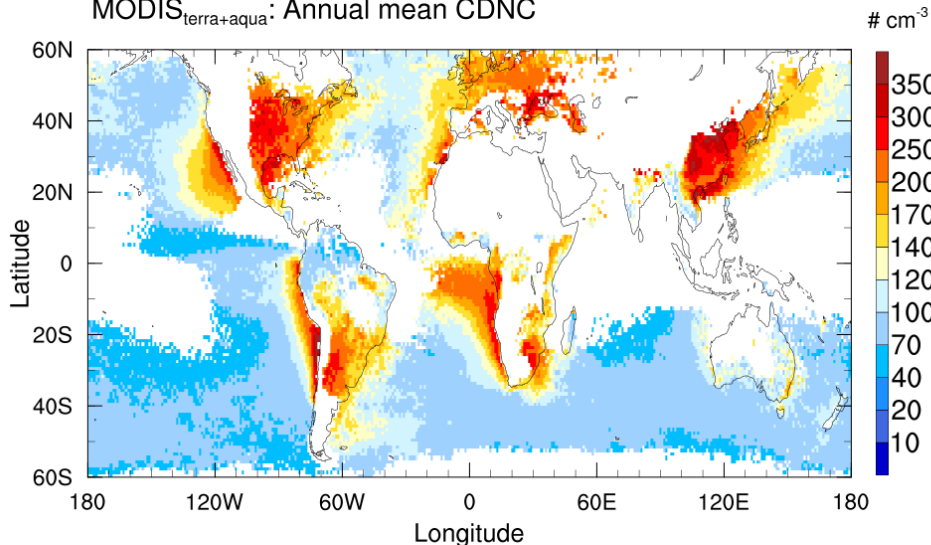 MODISterra+aqua: Annual mean CDNC
# cm-3
60N
40N
20N
0
20S
40S
60S
Latitude
180
120W
60W
0
60E
120E
180
Longitude
350
300
250
200
170
140
120
100
70
40
20
10